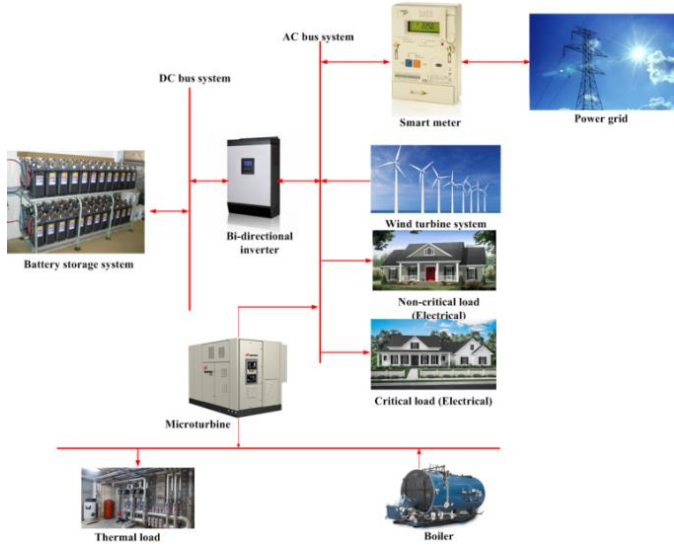 AC bus system
DC bus system
Smart meter
Power grid
Wind turbine system
Bi-directional
inverter
Battery storage system
Non-critical load
(Electrical)
Critical load (Electrical)
Microturbine
Thermal load
Boiler